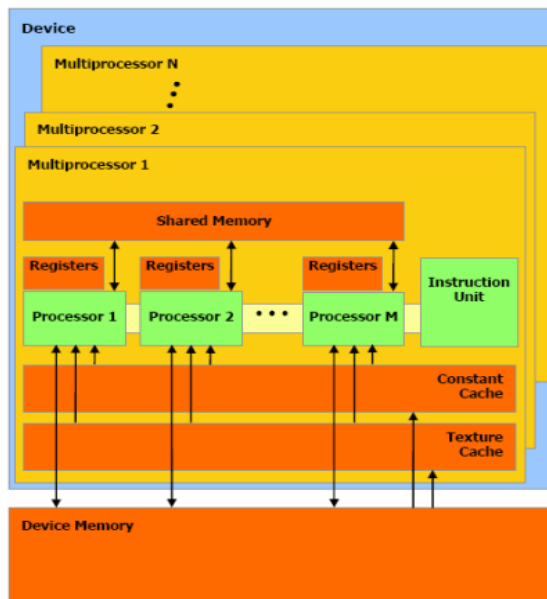 Device
Multiprocessor N
Multiprocessor 2
Multiprocessor 1
Shared Memory
Registers Registers Registers
Instruction
Unit
Processor 1 Processor 2 Processor M
Constant
Cache
Texture
Cache
Device Memory